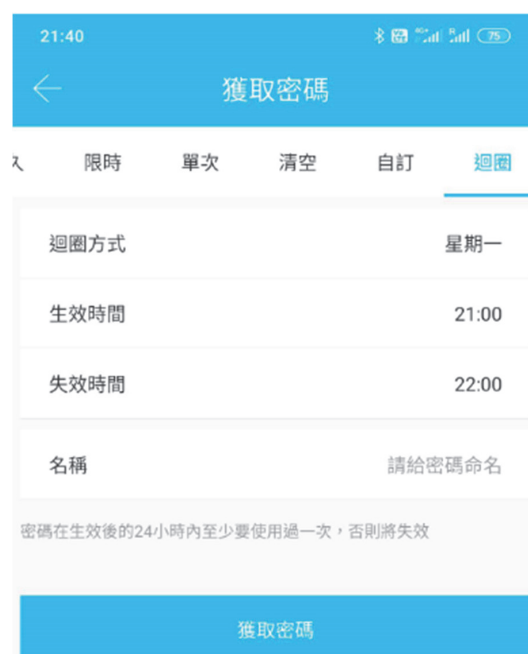 21:40
75
獲取密碼
限時 單次 清空 自訂 迴圈
迴圈方式 星期一
生效時間 21:00
失效時間 22:00
名稱 請給密碼命名
密碼在生效後的24小時內至少要使用過一次，否則將失效
獲取密碼